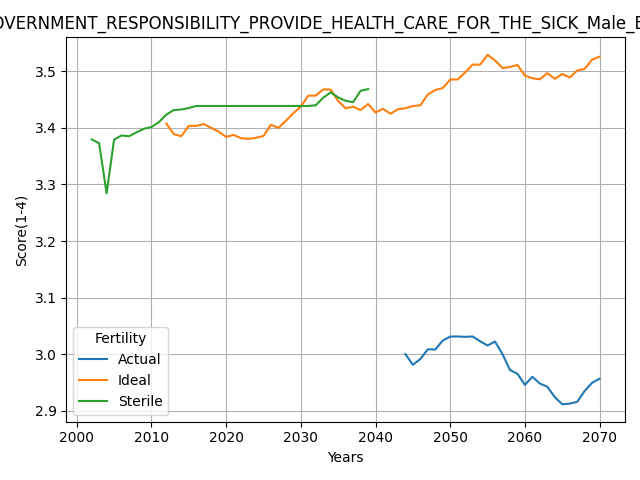 OVERNMENT_RESPONSIBILITY_PROVIDE_HEALTH_CARE_FOR_THE_SICK_Male_E
3.5
3.4
3.3
3.2
3.1
3.0
2.9
Score(1-4)
Fertility
Actual
Ideal
Sterile
2000 2010 2020 2030 2040 2050 2060 2070
Years